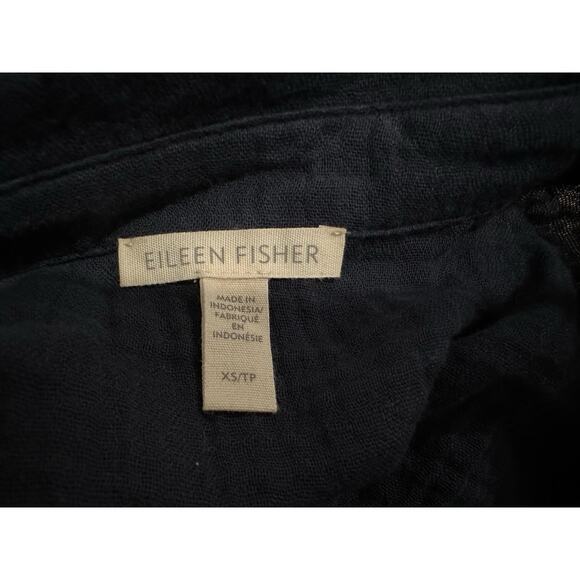 EILEEN FISHER
MADE IN
INDONESIA/
FABRIQUÉ
EN
INDONÉSIE
XS/TP